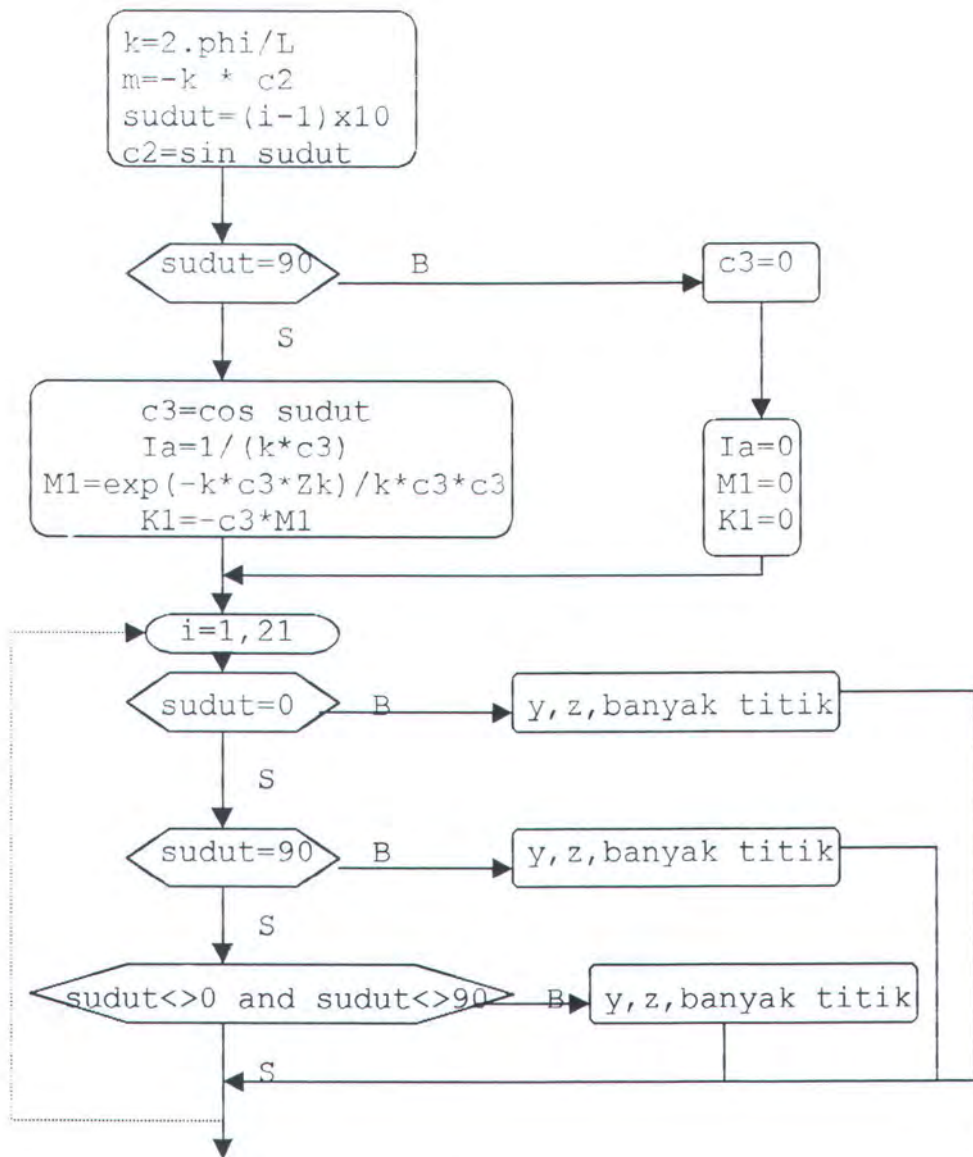 k=2.phi/L
m=-k * c2
sudut=(i-1)x10
c2=sin sudut
sudut=90
B
c3=0
S
c3=cos sudut
Ia=1/(k*c3)
M1=exp(-k*c3*Zk)/k*c3*c3
K1=-c3*M1
Ia=0
M1=0
K1=0
i=1,21
sudut=0
B
y,z,banyak titik
S
sudut=90
B
y,z,banyak titik
S
sudut<>0 and sudut<>90
B
y,z,banyak titik
S